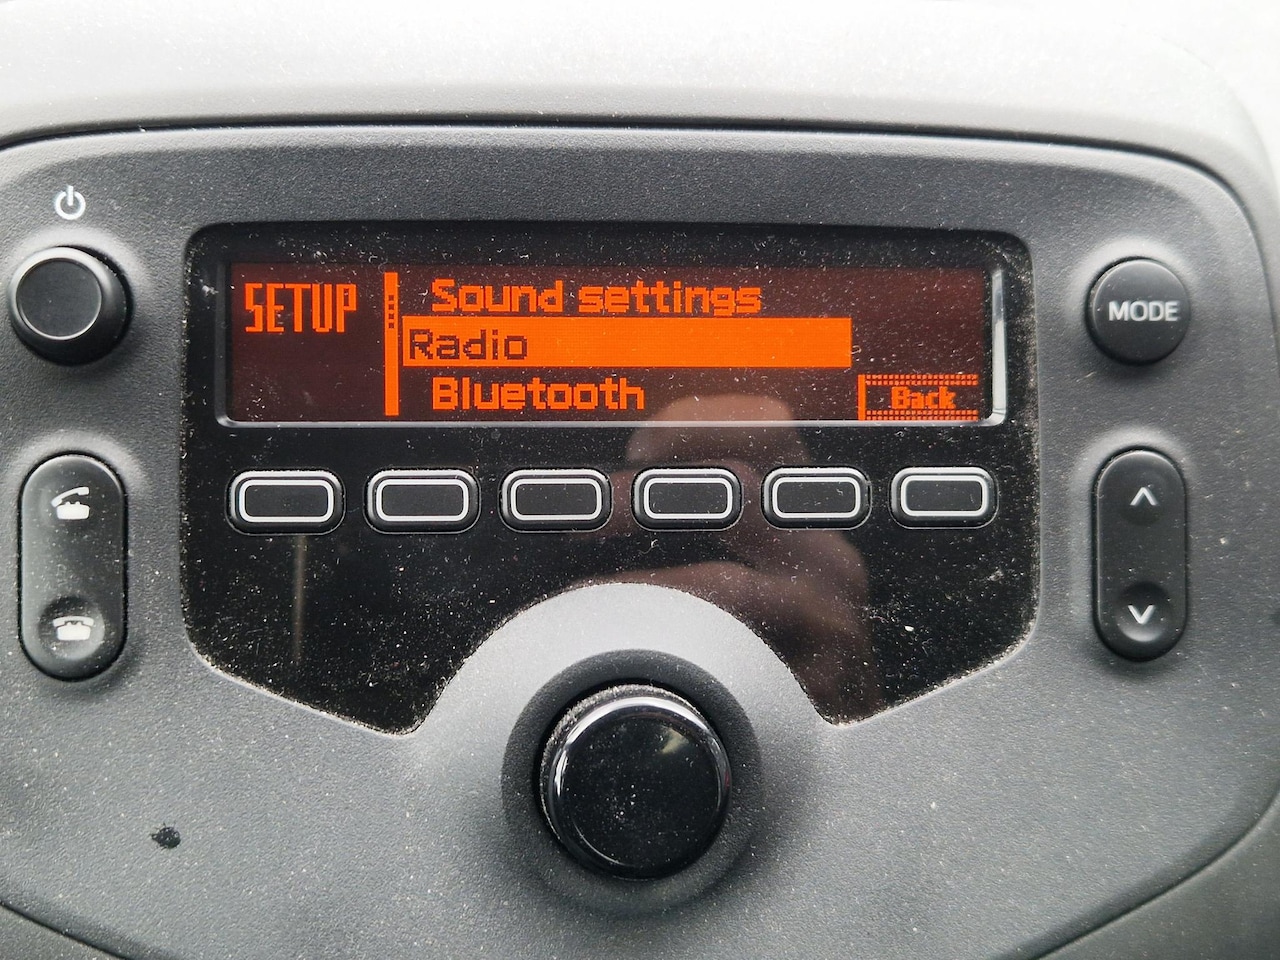 SETUP
Sound settings
Radio
Bluetooth
Back
MODE